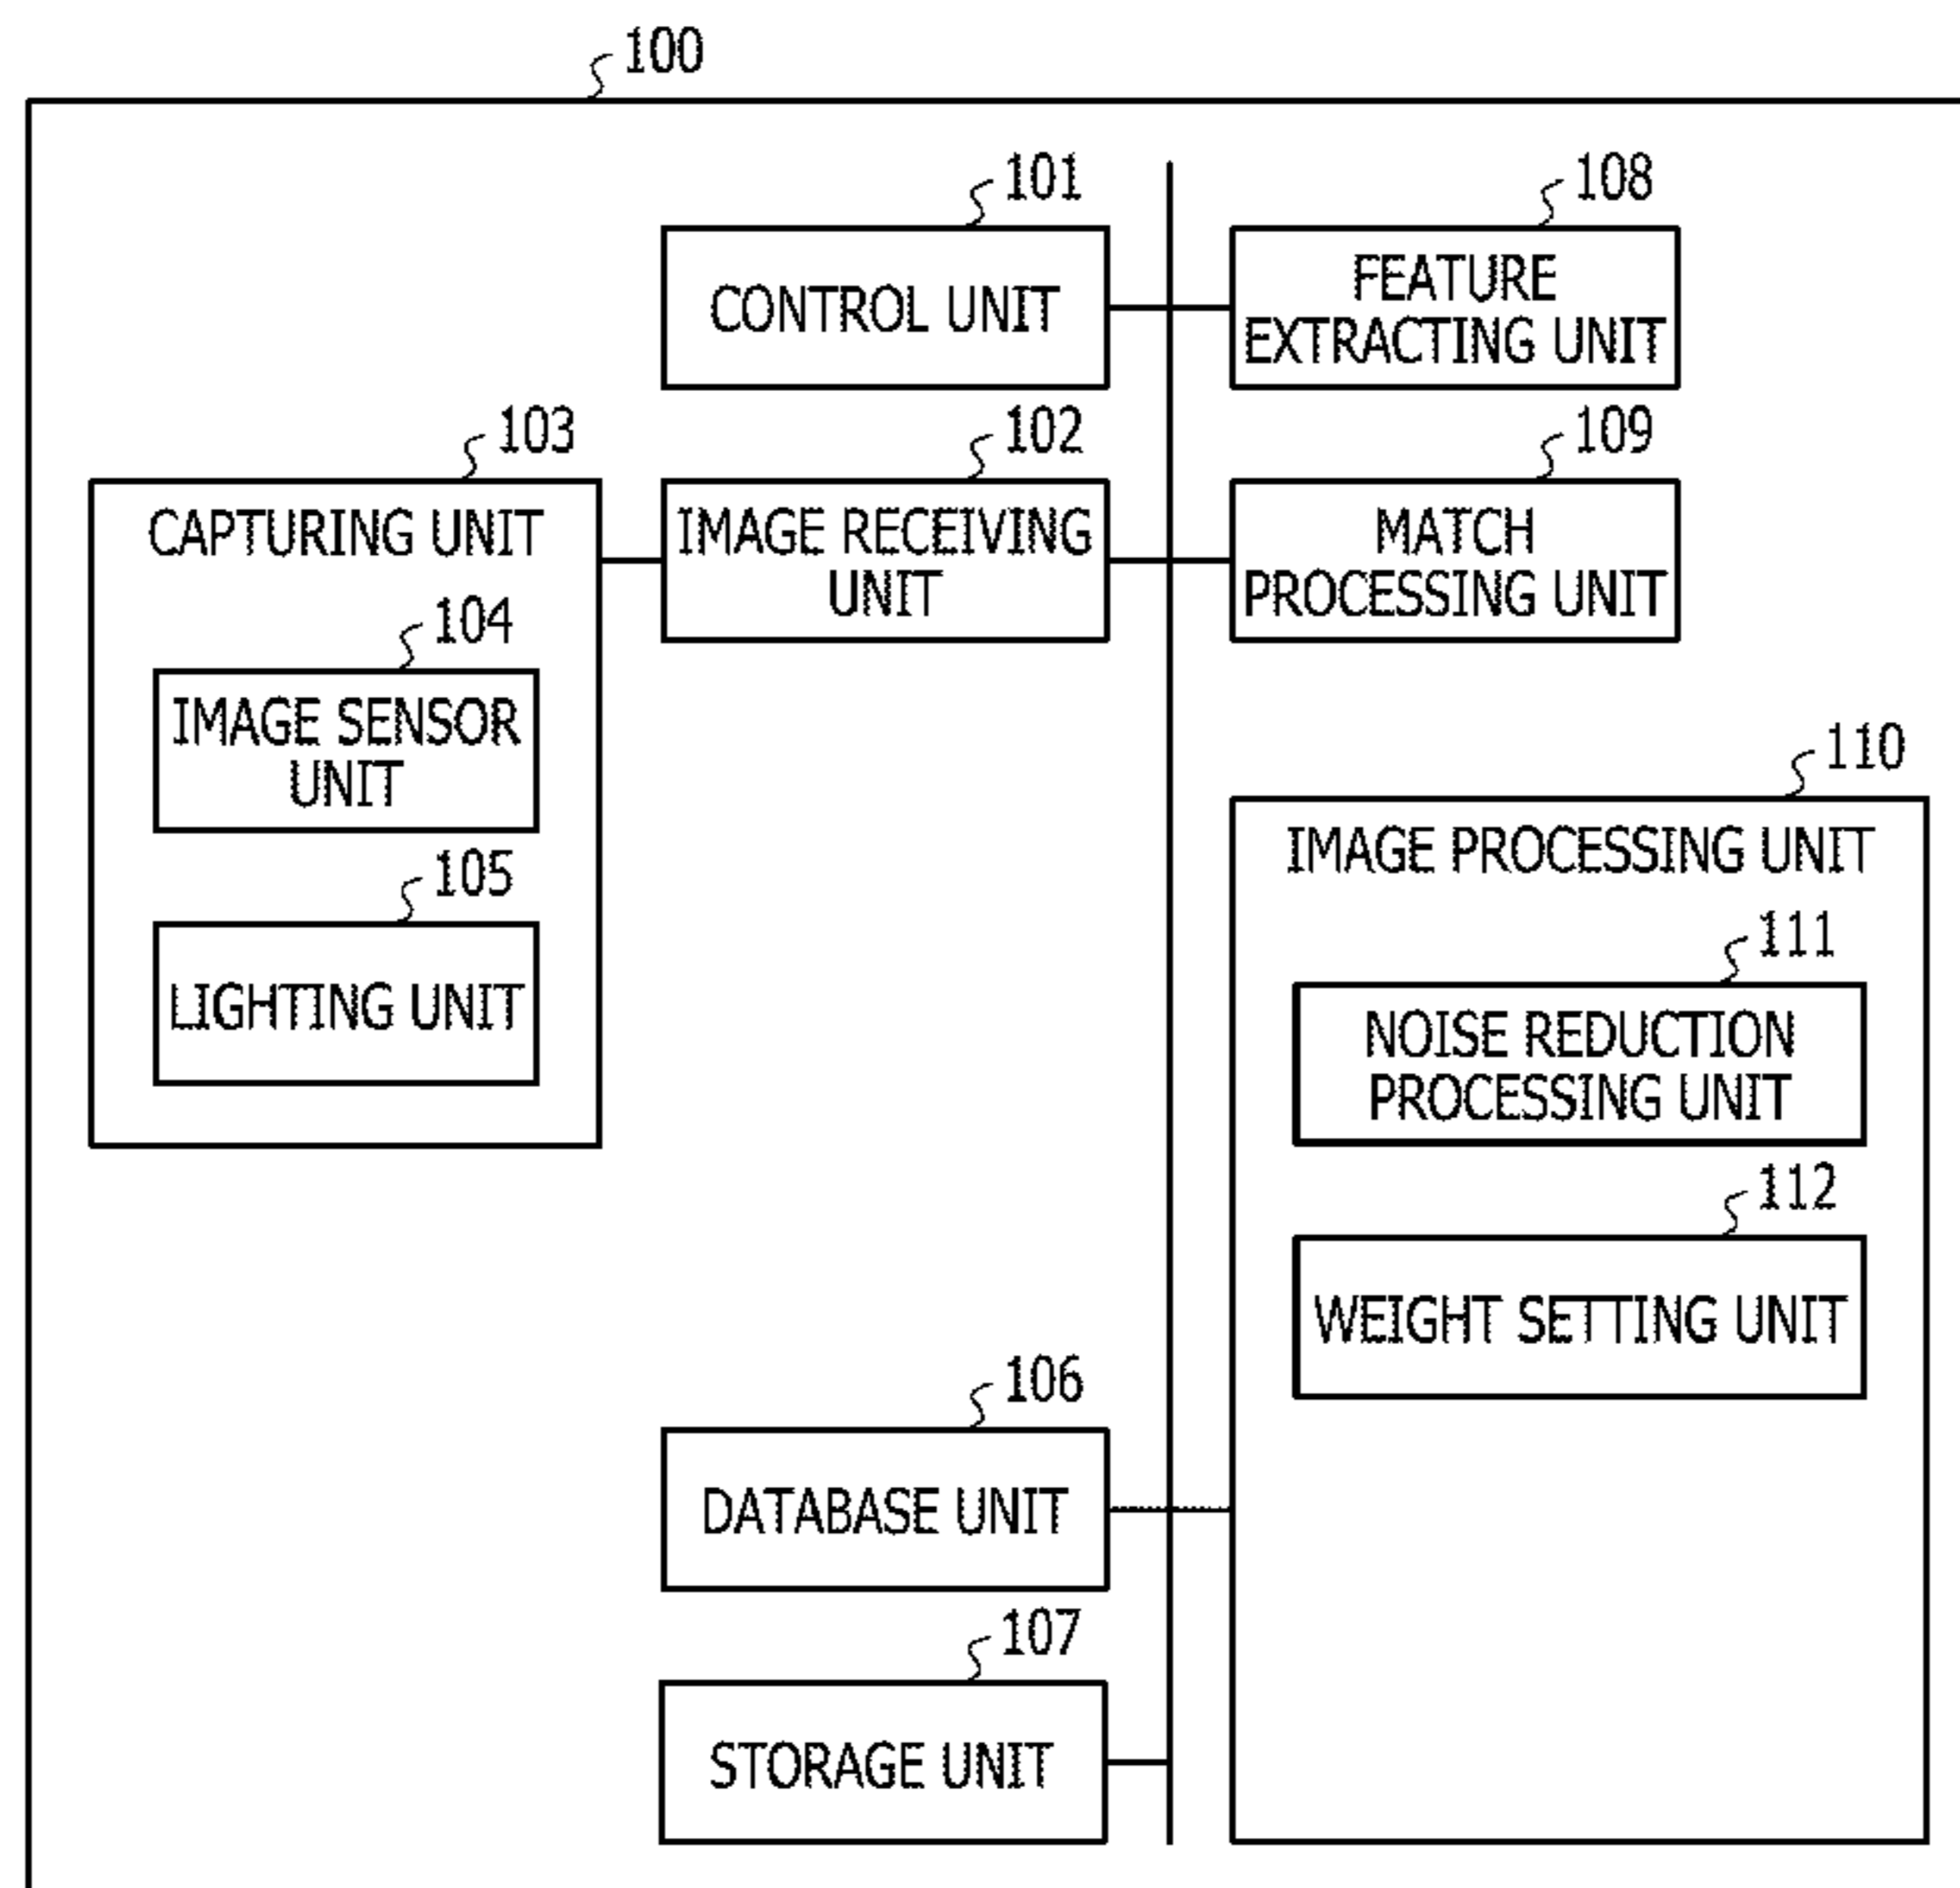 100
101
CONTROL UNIT
108
FEATURE
EXTRACTING UNIT
103
CAPTURING UNIT
102
IMAGE RECEIVING
UNIT
109
MATCH
PROCESSING UNIT
104
IMAGE SENSOR
UNIT
105
LIGHTING UNIT
110
IMAGE PROCESSING UNIT
111
NOISE REDUCTION
PROCESSING UNIT
112
WEIGHT SETTING UNIT
106
DATABASE UNIT
107
STORAGE UNIT